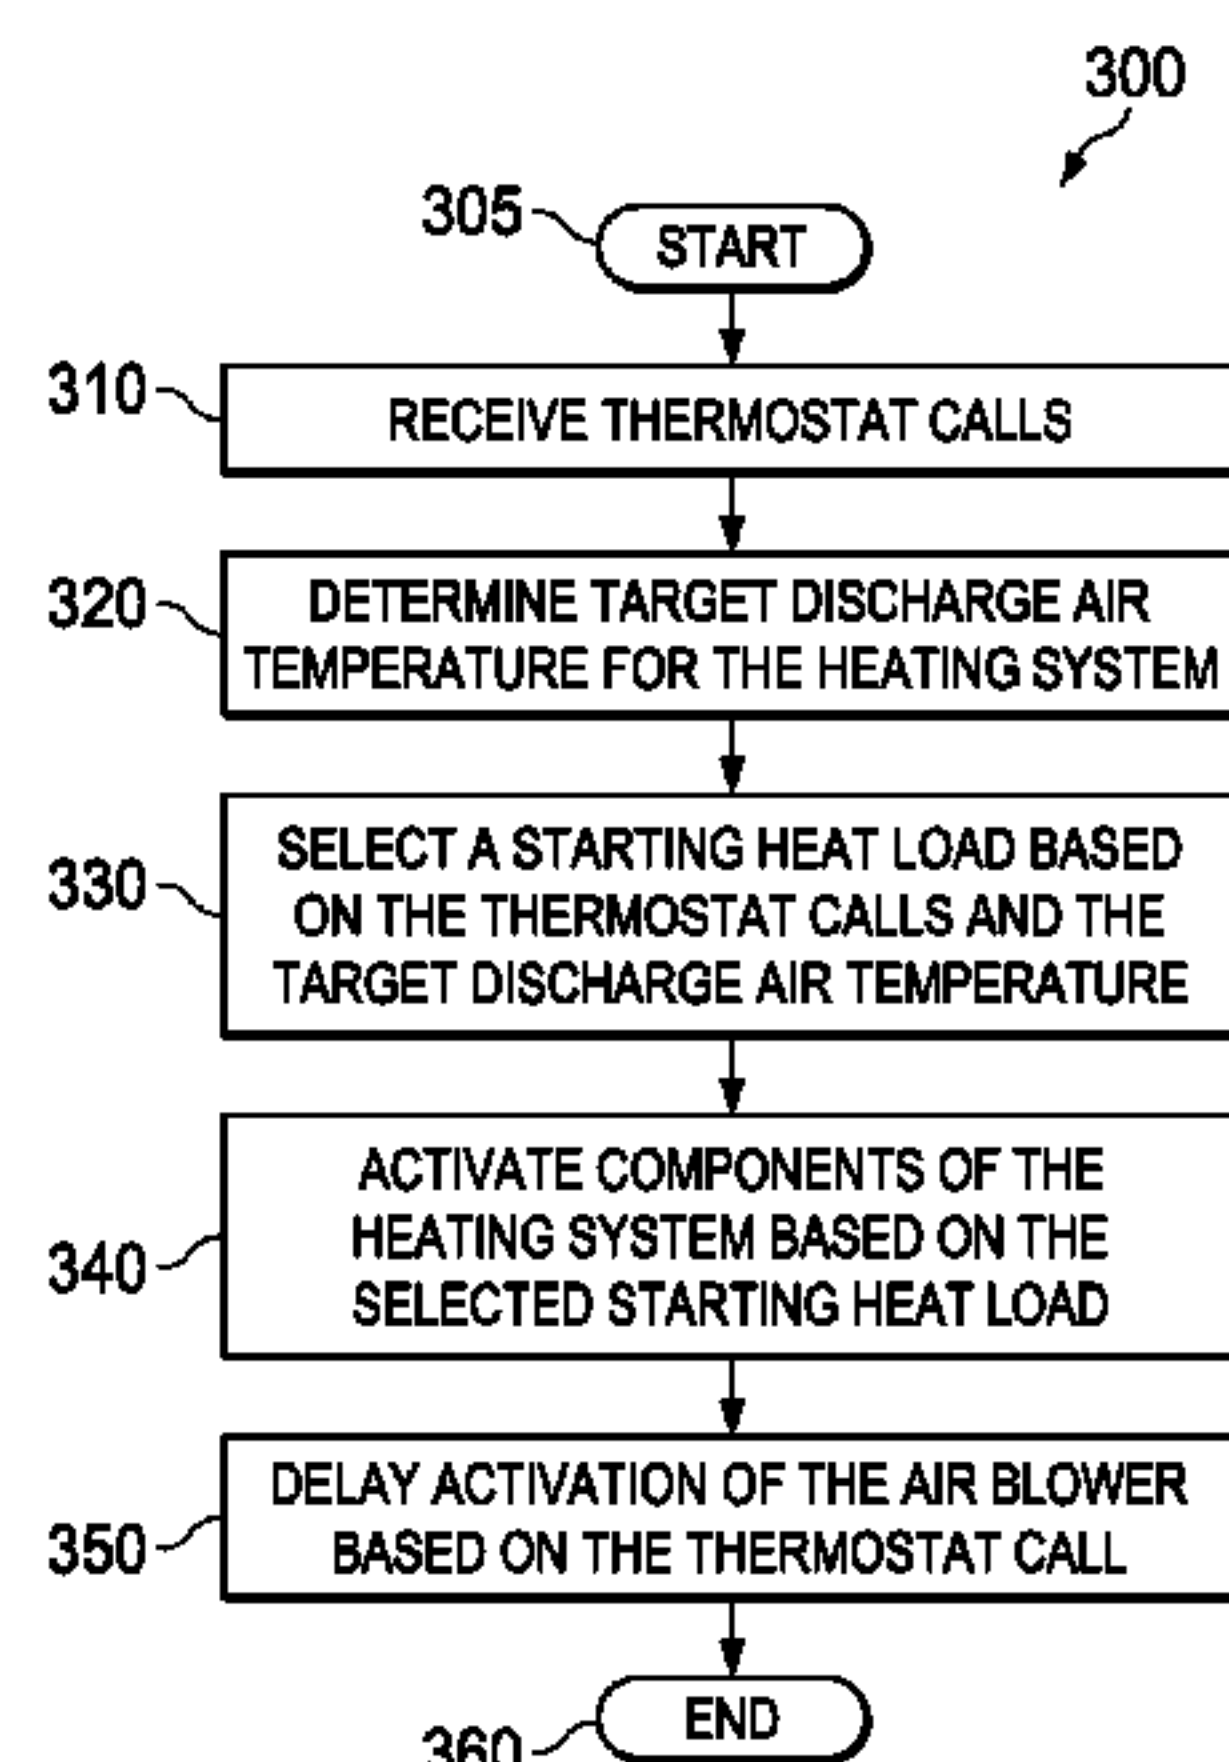 300
305
START
310
RECEIVE THERMOSTAT CALLS
320
DETERMINE TARGET DISCHARGE AIR
TEMPERATURE FOR THE HEATING SYSTEM
330
SELECT A STARTING HEAT LOAD BASED
ON THE THERMOSTAT CALLS AND THE
TARGET DISCHARGE AIR TEMPERATURE
340
ACTIVATE COMPONENTS OF THE
HEATING SYSTEM BASED ON THE
SELECTED STARTING HEAT LOAD
350
DELAY ACTIVATION OF THE AIR BLOWER
BASED ON THE THERMOSTAT CALL
360
END